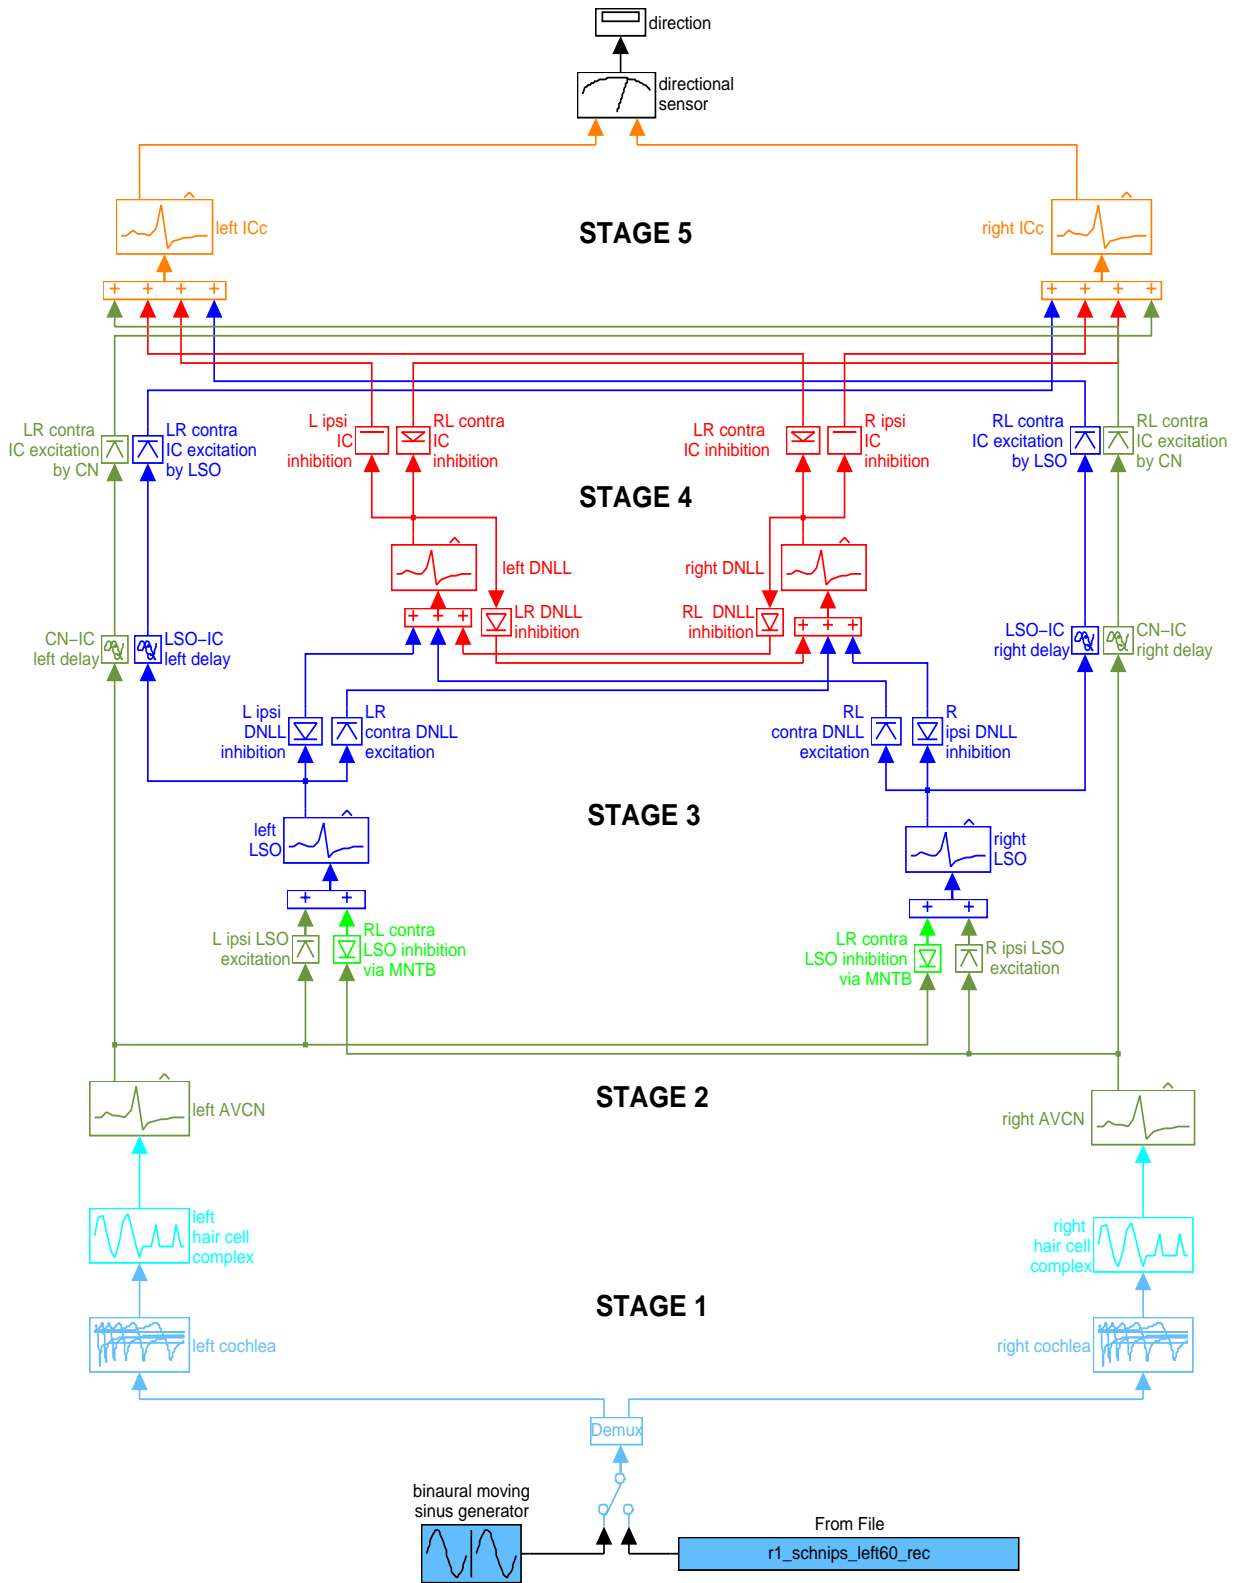 direction
directional
sensor
left ICc
right ICc
STAGE 5
+ + + +
+ + + +
LR contra
IC excitation
by CN
LR contra
IC excitation
by LSO
L ipsi
IC
inhibition
RL contra
IC
inhibition
LR contra
IC inhibition
R ipsi
IC
inhibition
RL contra
IC excitation
by LSO
RL contra
IC excitation
by CN
STAGE 4
left DNLL
right DNLL
+ + +
LR DNLL
inhibition
RL DNLL
inhibition
+ + +
CN–IC
left delay
LSO–IC
left delay
LSO–IC
right delay
CN–IC
right delay
L ipsi
DNLL
inhibition
LR
contra DNLL
excitation
RL
contra DNLL
excitation
R
ipsi DNLL
inhibition
STAGE 3
left
LSO
right
LSO
+ +
+ +
L ipsi LSO
excitation
RL contra
LSO inhibition
via MNTB
LR contra
LSO inhibition
via MNTB
R ipsi LSO
excitation
STAGE 2
left AVCN
right AVCN
left
hair cell
complex
right
hair cell
complex
STAGE 1
left cochlea
right cochlea
Demux
binaural moving
sinus generator
From File
r1_schnips_left60_rec